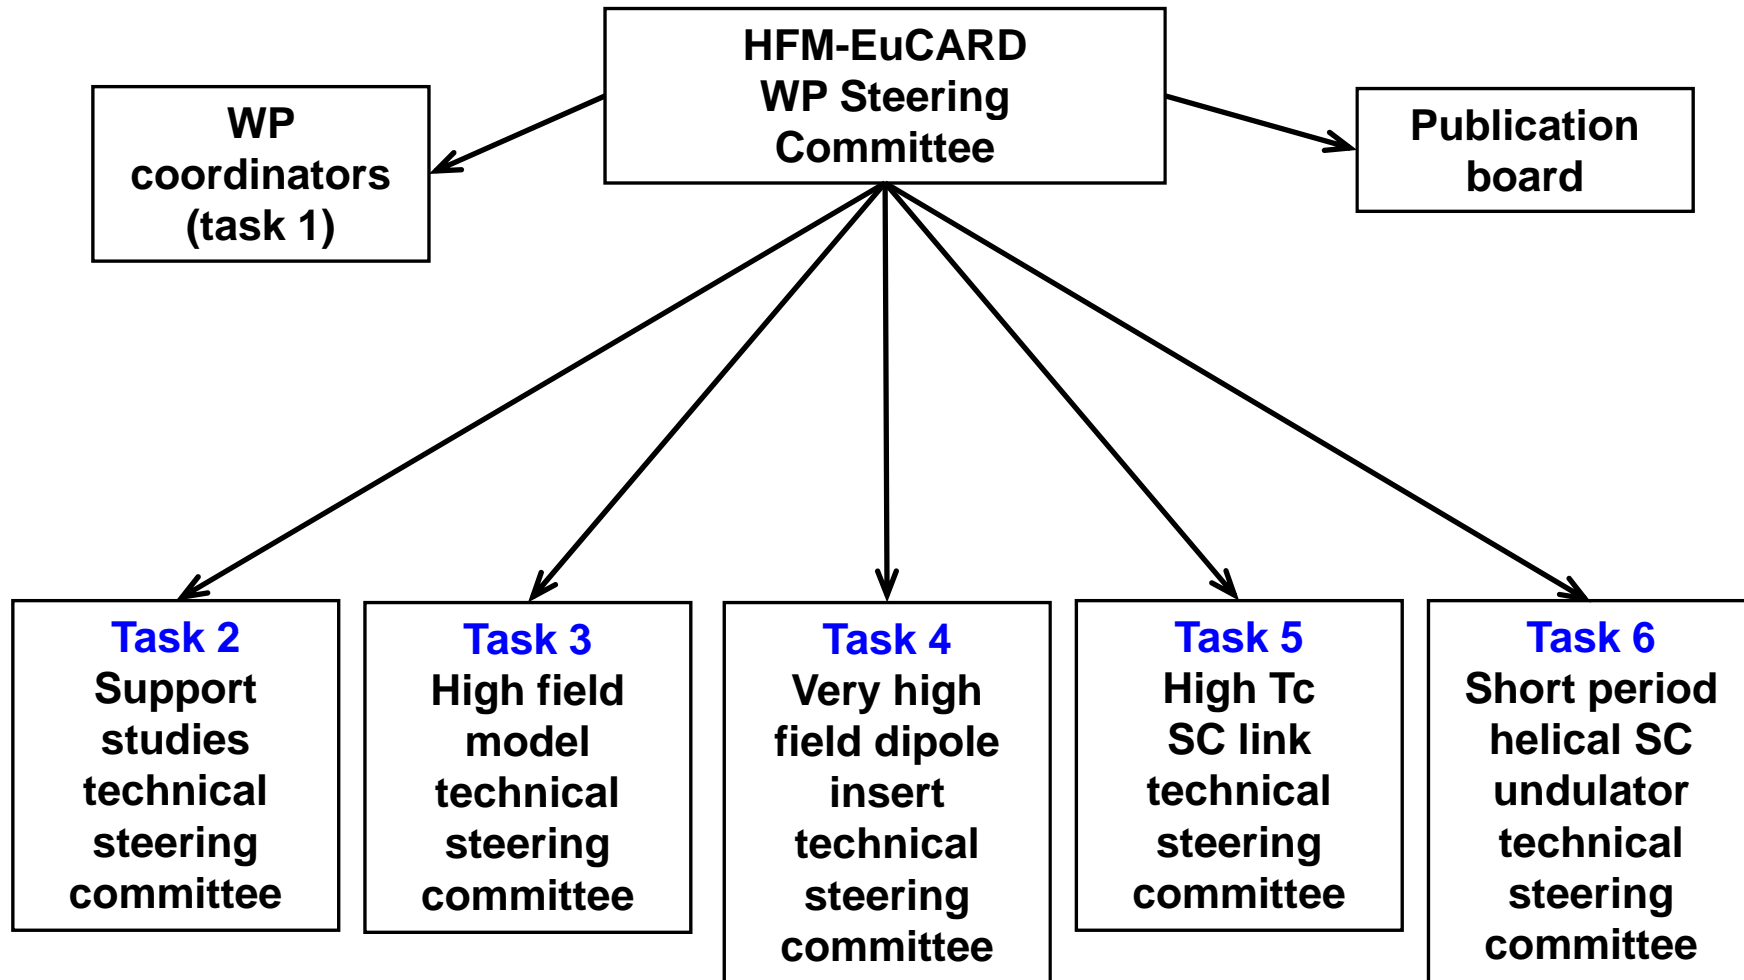 HFM-EuCARD
WP Steering
Committee
WP
coordinators
(task 1)
Publication
board
Task 2
Support
studies
technical
steering
committee
Task 3
High field
model
technical
steering
committee
Task 4
Very high
field dipole
insert
technical
steering
committee
Task 5
High Tc
SC link
technical
steering
committee
Task 6
Short period
helical SC
undulator
technical
steering
committee